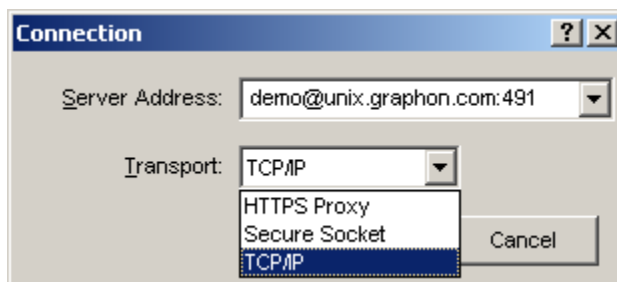 Connection
Server Address: demo@unix.graphon.com:491
Transport: TCP/IP
HTTPS Proxy
Secure Socket
TCP/IP
Cancel